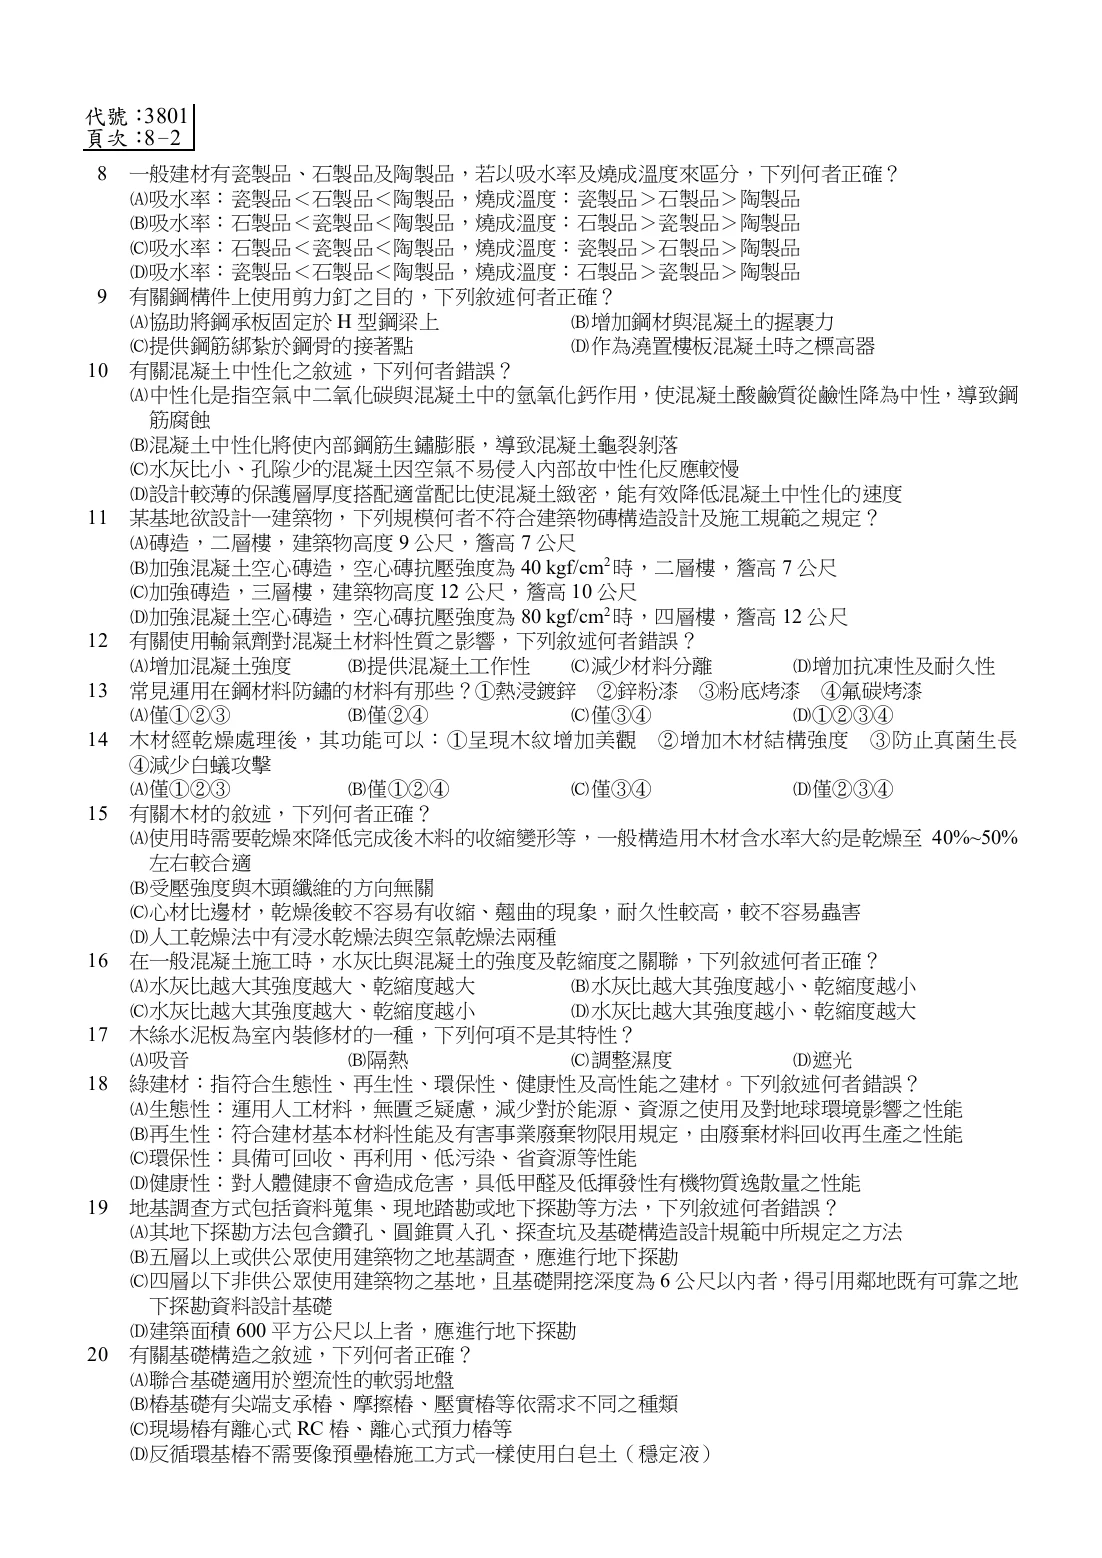 代號：3801
頁次：8－2
8 一般建材有瓷製品、石製品及陶製品，若以吸水率及燒成溫度來區分，下列何者正確？
(A)吸水率：瓷製品＜石製品＜陶製品，燒成溫度：瓷製品＞石製品＞陶製品
(B)吸水率：石製品＜瓷製品＜陶製品，燒成溫度：石製品＞瓷製品＞陶製品
(C)吸水率：石製品＜瓷製品＜陶製品，燒成溫度：瓷製品＞石製品＞陶製品
(D)吸水率：瓷製品＜石製品＜陶製品，燒成溫度：石製品＞瓷製品＞陶製品
9 有關鋼構件上使用剪力釘之目的，下列敘述何者正確？
(A)協助將鋼承板固定於 H 型鋼梁上 (B)增加鋼材與混凝土的握裹力
(C)提供鋼筋綁紮於鋼骨的接著點 (D)作為澆置樓板混凝土時之標高器
10 有關混凝土中性化之敘述，下列何者錯誤？
(A)中性化是指空氣中二氧化碳與混凝土中的氫氧化鈣作用，使混凝土酸鹼質從鹼性降為中性，導致鋼
筋腐蝕
(B)混凝土中性化將使內部鋼筋生鏽膨脹，導致混凝土龜裂剝落
(C)水灰比小、孔隙少的混凝土因空氣不易侵入內部故中性化反應較慢
(D)設計較薄的保護層厚度搭配適當配比使混凝土緻密，能有效降低混凝土中性化的速度
11 某基地欲設計一建築物，下列規模何者不符合建築物磚構造設計及施工規範之規定？
(A)磚造，二層樓，建築物高度 9 公尺，簷高 7 公尺
(B)加強混凝土空心磚造，空心磚抗壓強度為 40 kgf/cm²時，二層樓，簷高 7 公尺
(C)加強磚造，三層樓，建築物高度 12 公尺，簷高 10 公尺
(D)加強混凝土空心磚造，空心磚抗壓強度為 80 kgf/cm²時，四層樓，簷高 12 公尺
12 有關使用輸氣劑對混凝土材料性質之影響，下列敘述何者錯誤？
(A)增加混凝土強度 (B)提供混凝土工作性 (C)減少材料分離 (D)增加抗凍性及耐久性
13 常見運用在鋼材料防鏽的材料有那些？①熱浸鍍鋅 ②鋅粉漆 ③粉底烤漆 ④氟碳烤漆
(A)僅①②③ (B)僅②④ (C)僅③④ (D)①②③④
14 木材經乾燥處理後，其功能可以：①呈現木紋增加美觀 ②增加木材結構強度 ③防止真菌生長
④減少白蟻攻擊
(A)僅①②③ (B)僅①②④ (C)僅③④ (D)僅②③④
15 有關木材的敘述，下列何者正確？
(A)使用時需要乾燥來降低完成後木料的收縮變形等，一般構造用木材含水率大約是乾燥至 40%~50%
左右較合適
(B)受壓強度與木頭纖維的方向無關
(C)心材比邊材，乾燥後較不容易有收縮、翹曲的現象，耐久性較高，較不容易蟲害
(D)人工乾燥法中有浸水乾燥法與空氣乾燥法兩種
16 在一般混凝土施工時，水灰比與混凝土的強度及乾縮度之關聯，下列敘述何者正確？
(A)水灰比越大其強度越大、乾縮度越大 (B)水灰比越大其強度越小、乾縮度越小
(C)水灰比越大其強度越大、乾縮度越小 (D)水灰比越大其強度越小、乾縮度越大
17 木絲水泥板為室內裝修材的一種，下列何項不是其特性？
(A)吸音 (B)隔熱 (C)調整濕度 (D)遮光
18 綠建材：指符合生態性、再生性、環保性、健康性及高性能之建材。下列敘述何者錯誤？
(A)生態性：運用人工材料，無匱乏疑慮，減少對於能源、資源之使用及對地球環境影響之性能
(B)再生性：符合建材基本材料性能及有害事業廢棄物限用規定，由廢棄材料回收再生產之性能
(C)環保性：具備可回收、再利用、低污染、省資源等性能
(D)健康性：對人體健康不會造成危害，具低甲醛及低揮發性有機物質逸散量之性能
19 地基調查方式包括資料蒐集、現地踏勘或地下探勘等方法，下列敘述何者錯誤？
(A)其地下探勘方法包含鑽孔、圓錐貫入孔、探查坑及基礎構造設計規範中所規定之方法
(B)五層以上或供公眾使用建築物之地基調查，應進行地下探勘
(C)四層以下非供公眾使用建築物之基地，且基礎開挖深度為 6 公尺以內者，得引用鄰地既有可靠之地
下探勘資料設計基礎
(D)建築面積 600 平方公尺以上者，應進行地下探勘
20 有關基礎構造之敘述，下列何者正確？
(A)聯合基礎適用於塑流性的軟弱地盤
(B)樁基礎有尖端支承樁、摩擦樁、壓實樁等依需求不同之種類
(C)現場樁有離心式 RC 樁、離心式預力樁等
(D)反循環基樁不需要像預壘樁施工方式一樣使用白皂土（穩定液）